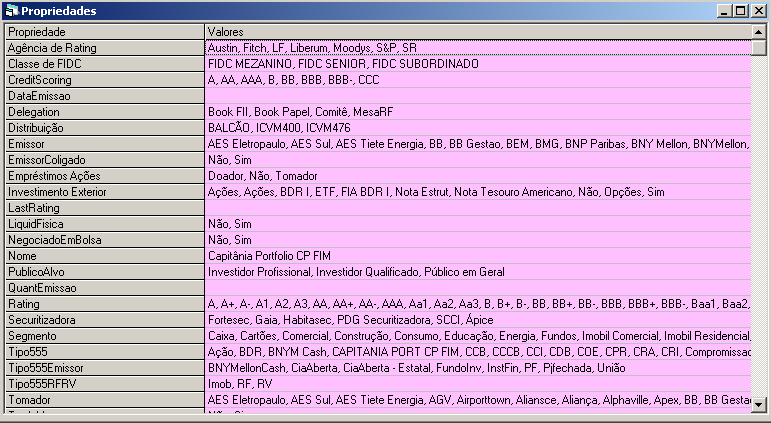 Propriedades
Propriedade Valores
Agência de Rating Austin, Fitch, LF, Liberum, Moodys, S&P, SR
Classe de FIDC FIDC MEZANINO, FIDC SENIOR, FIDC SUBORDINADO
CreditScoring A, AA, AAA, B, BB, BBB, BBB-, CCC
DataEmissao
Delegation Book FII, Book Papel, Comitê, MesaRF
Distribuição BALCÃO, ICVM400, ICVM476
Emissor AES Eletropaulo, AES Sul, AES Tiete Energia, BB, BB Gestao, BEM, BMG, BNP Paribas, BNY Mellon, BNYMellon,
EmissorColigado Não, Sim
Empréstimos Ações Doador, Não, Tomador
Investimento Exterior Ações, Ações, BDR I, ETF, FIA BDR I, Nota Estrut, Nota Tesouro Americano, Não, Opções, Sim
LastRating
LiquidFisica Não, Sim
NegociadoEmBolsa Não, Sim
Nome Capitânia Portfolio CP FIM
PublicoAlvo Investidor Profissional, Investidor Qualificado, Público em Geral
QuantEmissao
Rating A, A+, A-, A1, A2, A3, AA, AA+, AA-, AAA, Aa1, Aa2, Aa3, B, B+, B-, BB, BB+, BB-, BBB, BBB+, BBB-, Baa1, Baa2,
Securitizadora Fortesec, Gaia, Habitasec, PDG Securitizadora, SCCI, Ápice
Segmento Caixa, Cartões, Comercial, Construção, Consumo, Educação, Energia, Fundos, Imobil Comercial, Imobil Residencial,
Tipo555 Ação, BDR, BNYM Cash, CAPITANIA PORT CP FIM, CCB, CCCB, CCI, CDB, COE, CPR, CRA, CRI, Compromissad
Tipo555Emissor BNYMellonCash, CiaAberta, CiaAberta - Estatal, FundoInv, InstFin, PF, Pjfechada, União
Tipo555RFRV Imob, RF, RV
Tomador AES Eletropaulo, AES Sul, AES Tiete Energia, AGV, Airporttown, Aliansce, Aliança, Alphaville, Apex, BB, BB Gestao